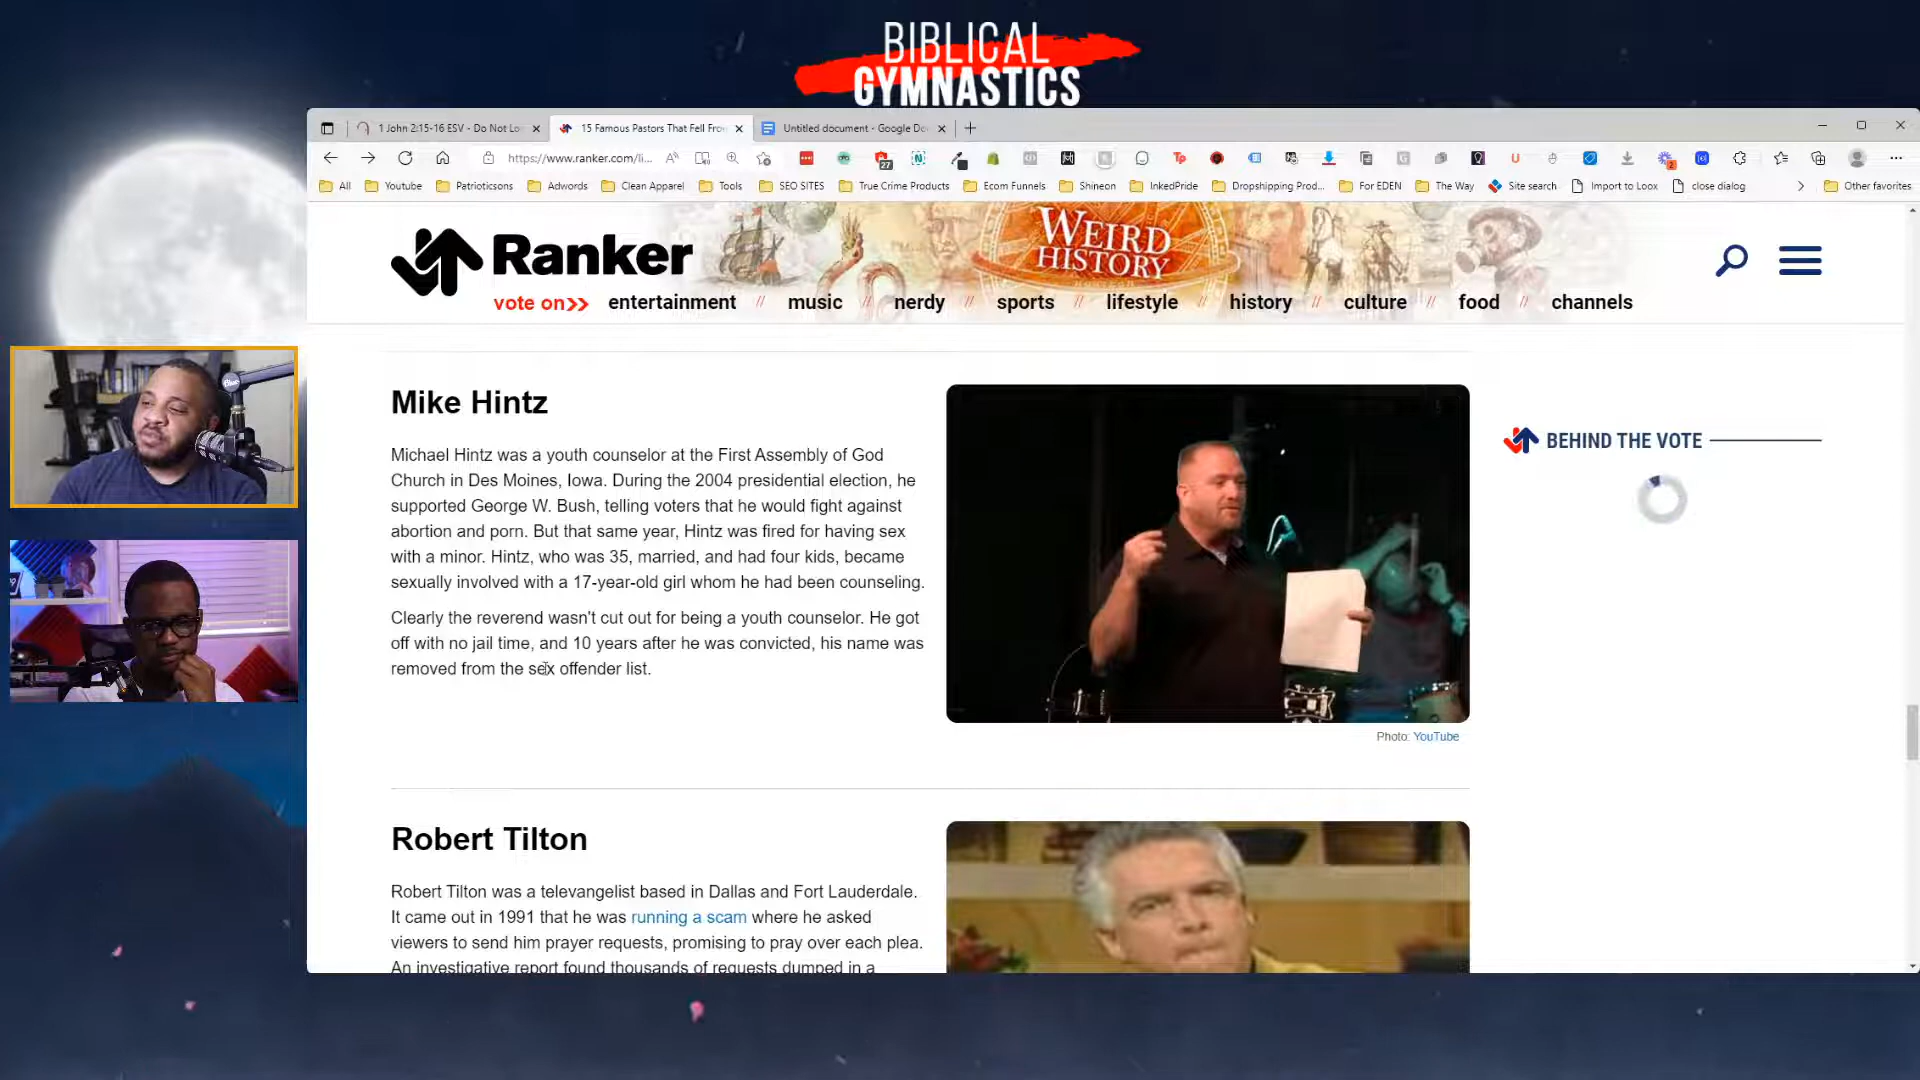 BIBLICAL
GYMNASTICS
1 John 2:15-16 ESV - Do Not Lo
15 Famous Pastors That Fell Fro
Untitled document - Google Do
https://www.ranker.com/li...
27
2
All
Youtube
Patrioticsons
Adwords
Clean Apparel
Tools
SEO SITES
True Crime Products
Ecom Funnels
Shineon
InkedPride
Dropshipping Prod...
For EDEN
The Way
Site search
Import to Loox
close dialog
Other favorites
Ranker
WEIRD
HISTORY
vote on>> entertainment // music // nerdy // sports // lifestyle // history // culture // food // channels
Mike Hintz
Michael Hintz was a youth counselor at the First Assembly of God
Church in Des Moines, Iowa. During the 2004 presidential election, he
supported George W. Bush, telling voters that he would fight against
abortion and porn. But that same year, Hintz was fired for having sex
with a minor. Hintz, who was 35, married, and had four kids, became
sexually involved with a 17-year-old girl whom he had been counseling.
Clearly the reverend wasn't cut out for being a youth counselor. He got
off with no jail time, and 10 years after he was convicted, his name was
removed from the sex offender list.
Photo: YouTube
BEHIND THE VOTE
Robert Tilton
Robert Tilton was a televangelist based in Dallas and Fort Lauderdale.
It came out in 1991 that he was running a scam where he asked
viewers to send him prayer requests, promising to pray over each plea.
An investigative report found thousands of requests dumped in a
Blue